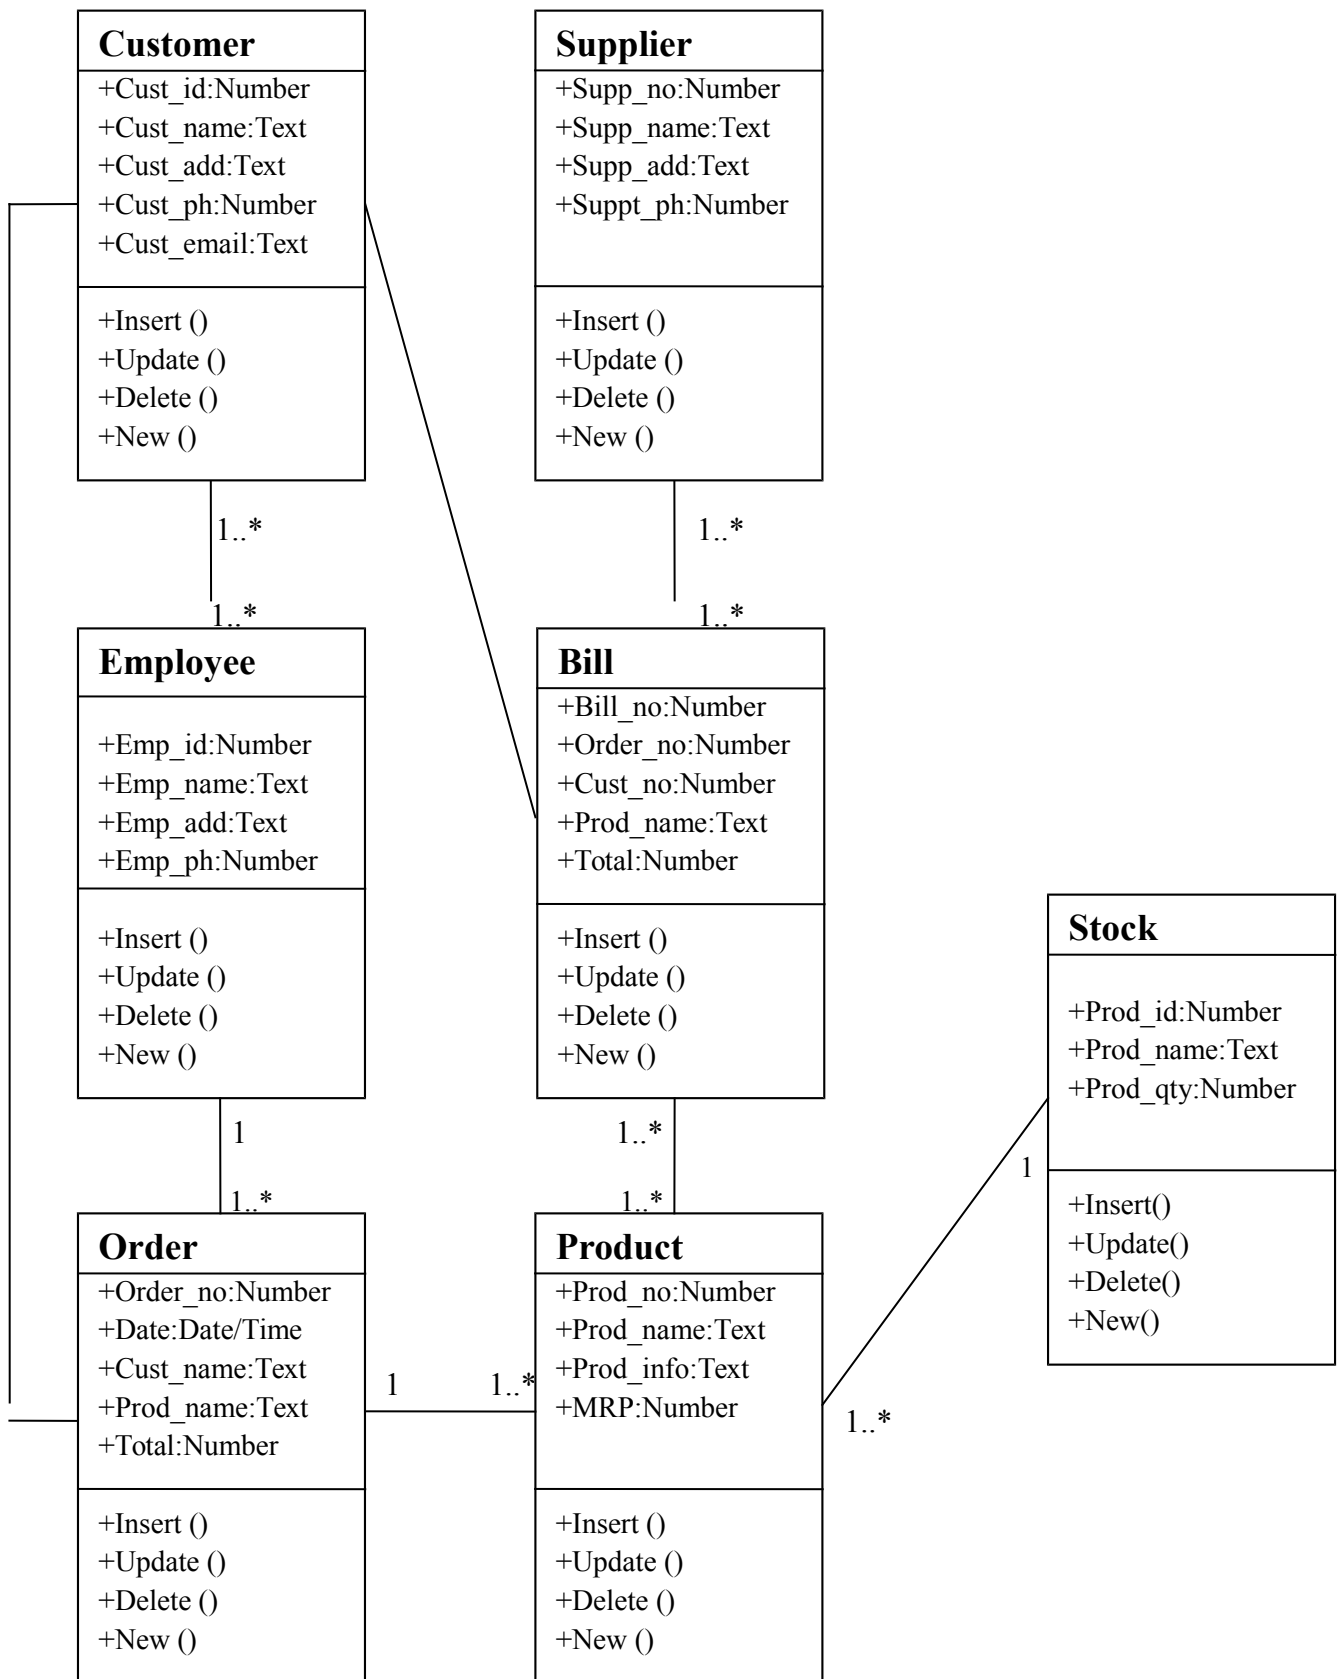 Customer
+Cust_id:Number
+Cust_name:Text
+Cust_add:Text
+Cust_ph:Number
+Cust_email:Text
+Insert ()
+Update ()
+Delete ()
+New ()
Supplier
+Supp_no:Number
+Supp_name:Text
+Supp_add:Text
+Suppt_ph:Number
+Insert ()
+Update ()
+Delete ()
+New ()
1..*
1..*
1..*
1..*
Employee
+Emp_id:Number
+Emp_name:Text
+Emp_add:Text
+Emp_ph:Number
+Insert ()
+Update ()
+Delete ()
+New ()
Bill
+Bill_no:Number
+Order_no:Number
+Cust_no:Number
+Prod_name:Text
+Total:Number
+Insert ()
+Update ()
+Delete ()
+New ()
Stock
+Prod_id:Number
+Prod_name:Text
+Prod_qty:Number
+Insert()
+Update()
+Delete()
+New()
1
1..*
1..*
1..*
1
Order
+Order_no:Number
+Date:Date/Time
+Cust_name:Text
+Prod_name:Text
+Total:Number
+Insert ()
+Update ()
+Delete ()
+New ()
1
1..*
Product
+Prod_no:Number
+Prod_name:Text
+Prod_info:Text
+MRP:Number
+Insert ()
+Update ()
+Delete ()
+New ()
1..*